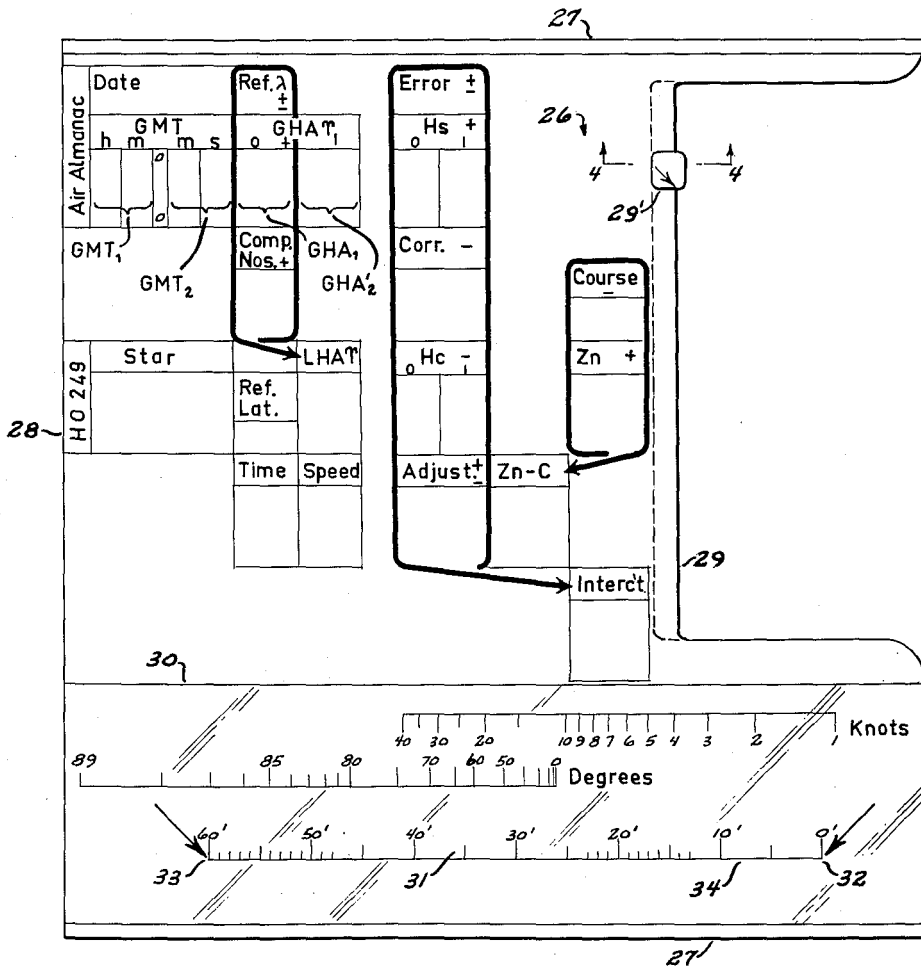 27
Date Ref. λ Error ±
±
GMT GHA♈ Hs +
h m m s o + ı o ı
Air Almanac
26
4 4
29'
GMT₁ GMT₂ GHA₁ GHA'₂
Comp. Nos. +
Corr. -
Course -
Star LHA♈
Hc -
o ı
Zn +
HO 249
28
Ref. Lat.
Time Speed Adjust. ± Zn-C
29
Interc't.
30
40 30 20 10 9 8 7 6 5 4 3 2 1 Knots
89 85 80 70 60 50 0 Degrees
60' 50' 40' 30' 20' 10' 0'
33 31 34 32
27